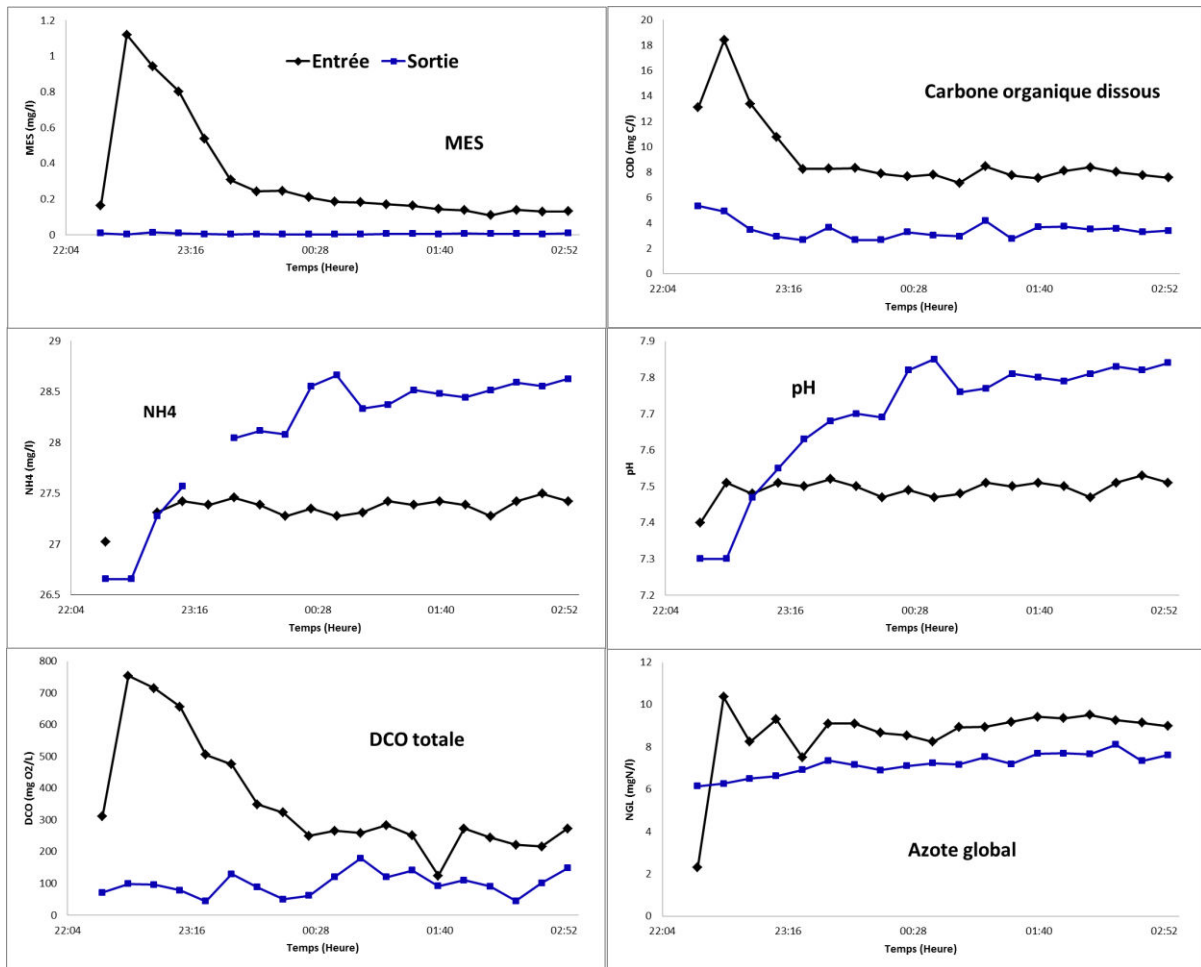 1.2
1
0.8
0.6
0.4
0.2
0
MES (mg/l)
Entrée Sortie
MES
22:04 23:16 00:28 01:40 02:52
Temps (Heure)
20
18
16
14
12
10
8
6
4
2
0
COD (mg C/l)
Carbone organique dissous
22:04 23:16 00:28 01:40 02:52
Temps (Heure)
29
28.5
28
27.5
27
26.5
NH4 (mg/l)
NH4
22:04 23:16 00:28 01:40 02:52
Temps (Heure)
7.9
7.8
7.7
7.6
7.5
7.4
7.3
7.2
pH
pH
22:04 23:16 00:28 01:40 02:52
Temps (Heure)
800
700
600
500
400
300
200
100
0
DCO (mg O2/L)
DCO totale
22:04 23:16 00:28 01:40 02:52
Temps (Heure)
12
10
8
6
4
2
0
NGL (mgN/l)
Azote global
22:04 23:16 00:28 01:40 02:52
Temps (Heure)